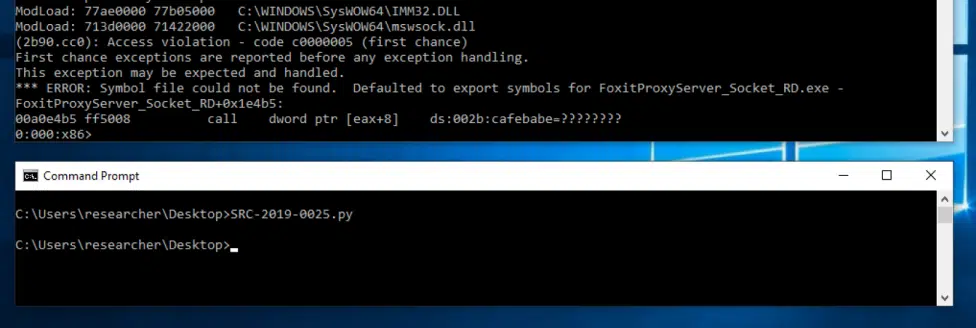 ModLoad: 77ae0000 77b05000   C:\WINDOWS\SysWOW64\IMM32.DLL
ModLoad: 713d0000 71422000   C:\WINDOWS\SysWOW64\mswsock.dll
(2b90.cc0): Access violation - code c0000005 (first chance)
First chance exceptions are reported before any exception handling.
This exception may be expected and handled.
*** ERROR: Symbol file could not be found.  Defaulted to export symbols for FoxitProxyServer_Socket_RD.exe -
FoxitProxyServer_Socket_RD+0x1e4b5:
00a0e4b5 ff5008          call    dword ptr [eax+8]    ds:002b:cafebabe=????????
0:000:x86>
Command Prompt
C:\Users\researcher\Desktop>SRC-2019-0025.py
C:\Users\researcher\Desktop>